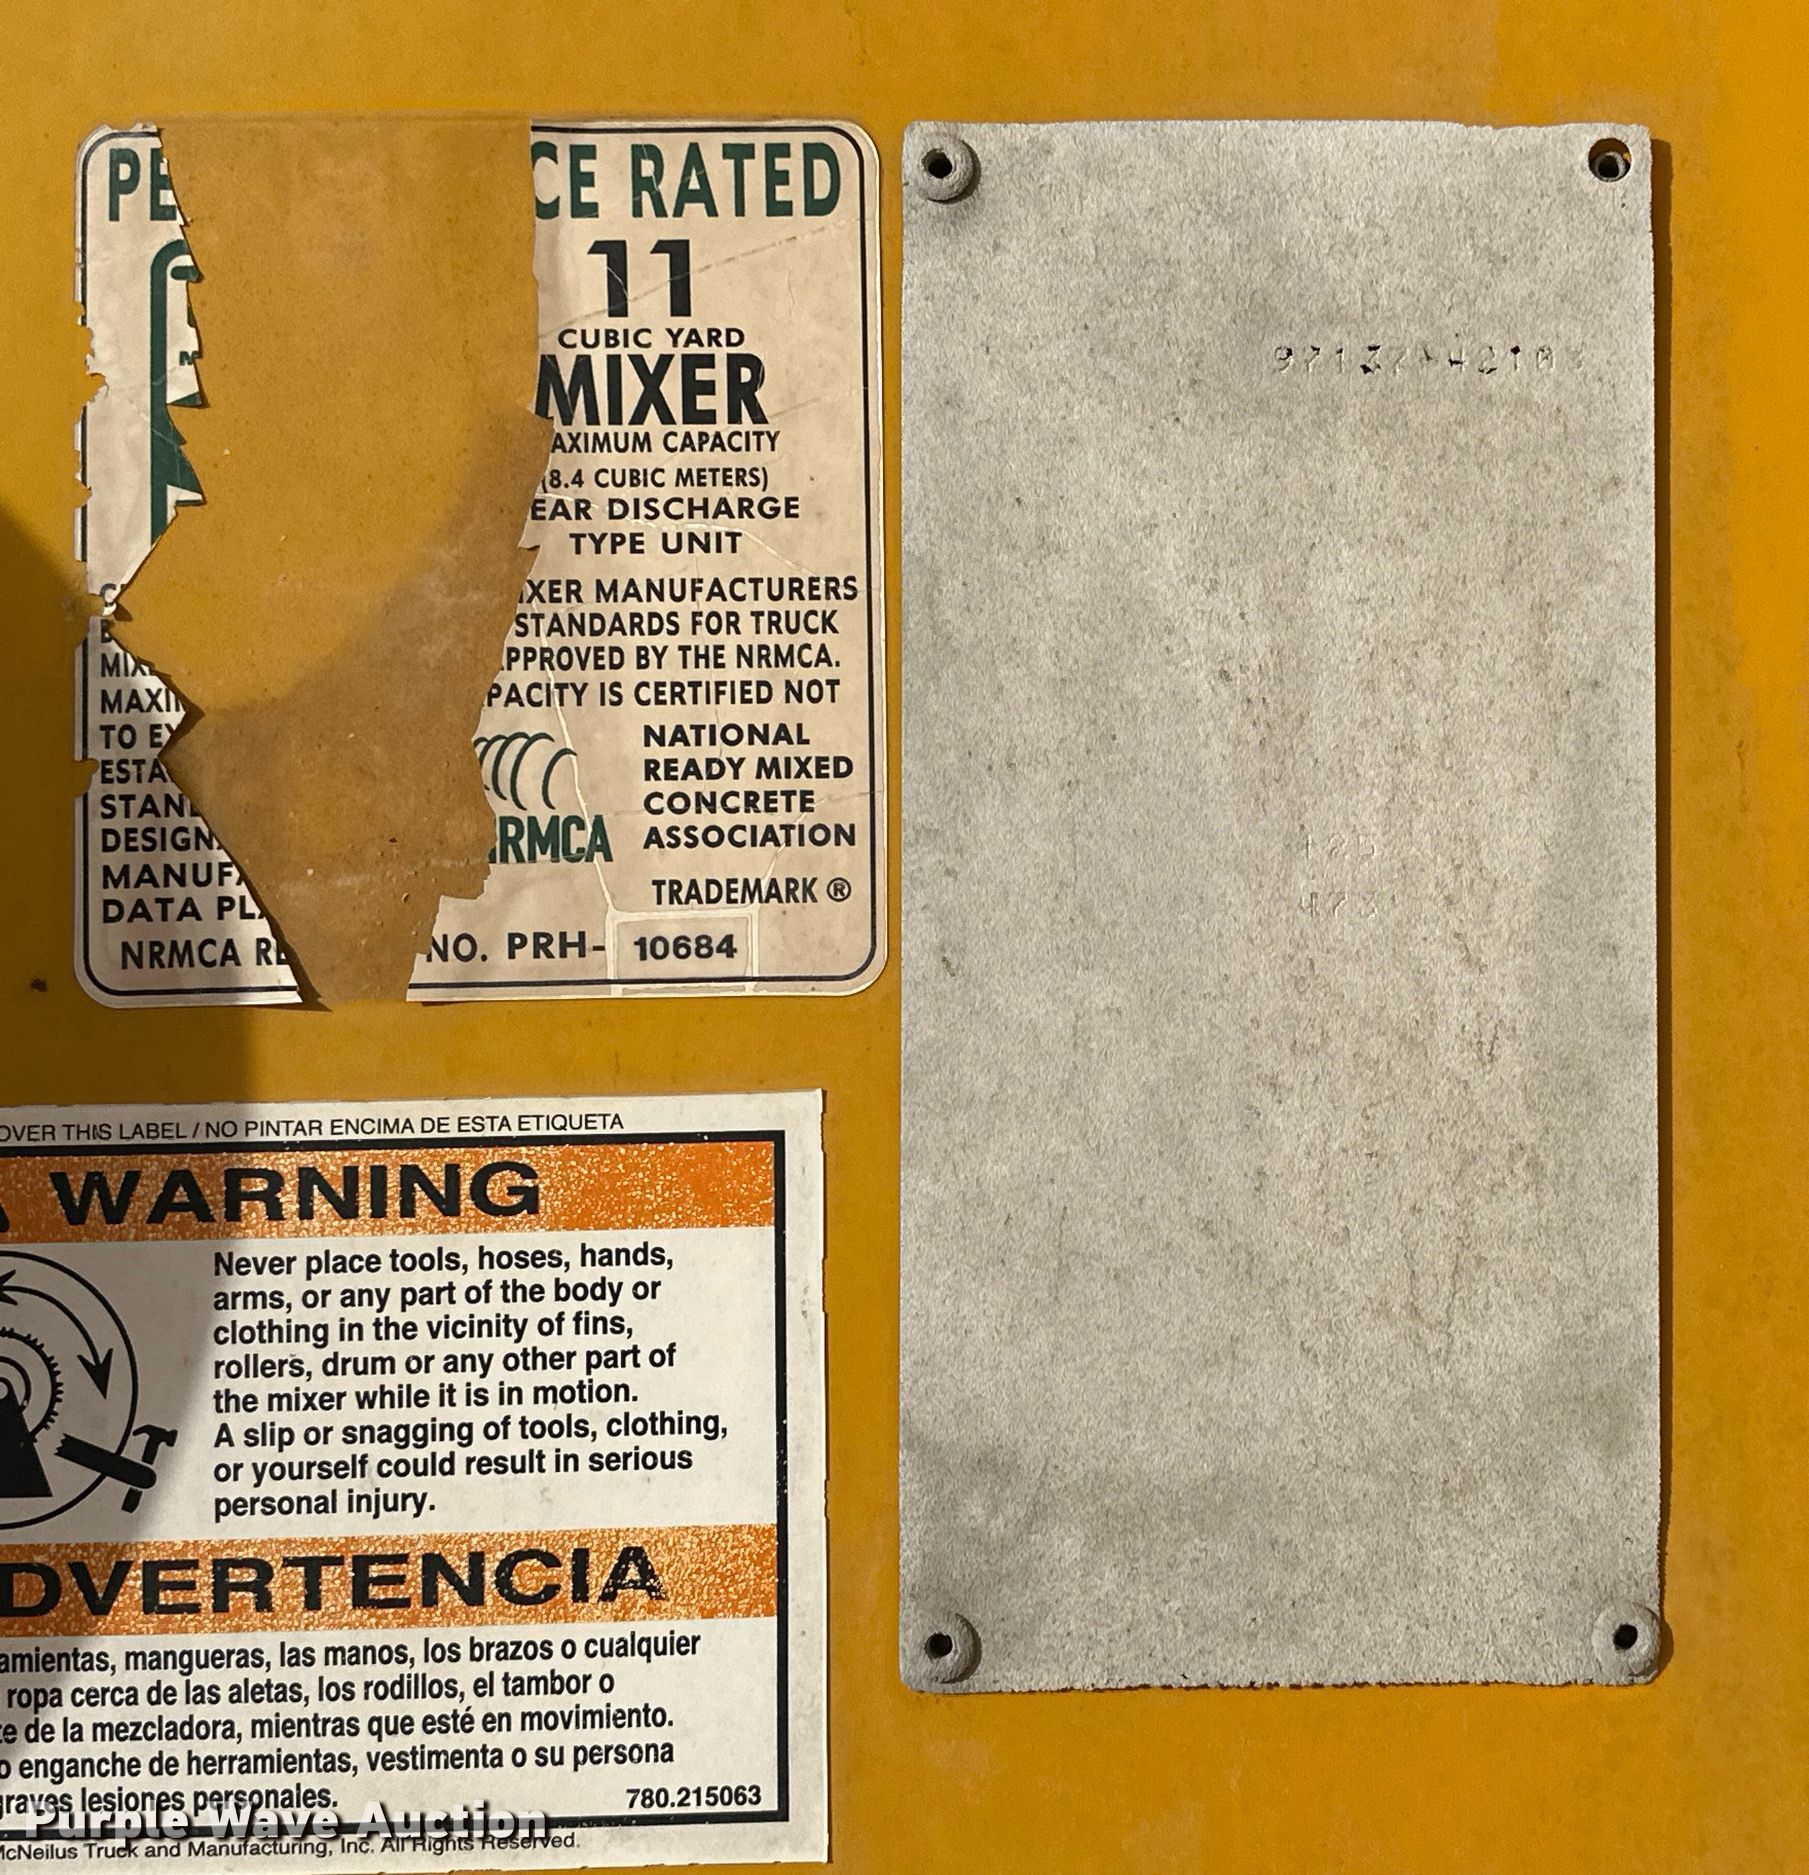 PE CE RATED
11
CUBIC YARD
MIXER
AXIMUM CAPACITY
(8.4 CUBIC METERS)
EAR DISCHARGE
TYPE UNIT
IXER MANUFACTURERS
STANDARDS FOR TRUCK
MIX PPROVED BY THE NRMCA.
MAXI PACITY IS CERTIFIED NOT
TO EX
ESTA
STAN
DESIGN
MANUFA
DATA PLA
RMCA
NATIONAL
READY MIXED
CONCRETE
ASSOCIATION
TRADEMARK ®
NRMCA RE NO. PRH- 10684
OVER THIS LABEL / NO PINTAR ENCIMA DE ESTA ETIQUETA
WARNING
Never place tools, hoses, hands,
arms, or any part of the body or
clothing in the vicinity of fins,
rollers, drum or any other part of
the mixer while it is in motion.
A slip or snagging of tools, clothing,
or yourself could result in serious
personal injury.
DVERTENCIA
amientas, mangueras, las manos, los brazos o cualquier
ropa cerca de las aletas, los rodillos, el tambor o
e de la mezcladora, mientras que esté en movimiento.
o enganche de herramientas, vestimenta o su persona
graves lesiones personales.
780.215063
McNeilus Truck and Manufacturing, Inc. All Rights Reserved.
Purple Wave Auction
473